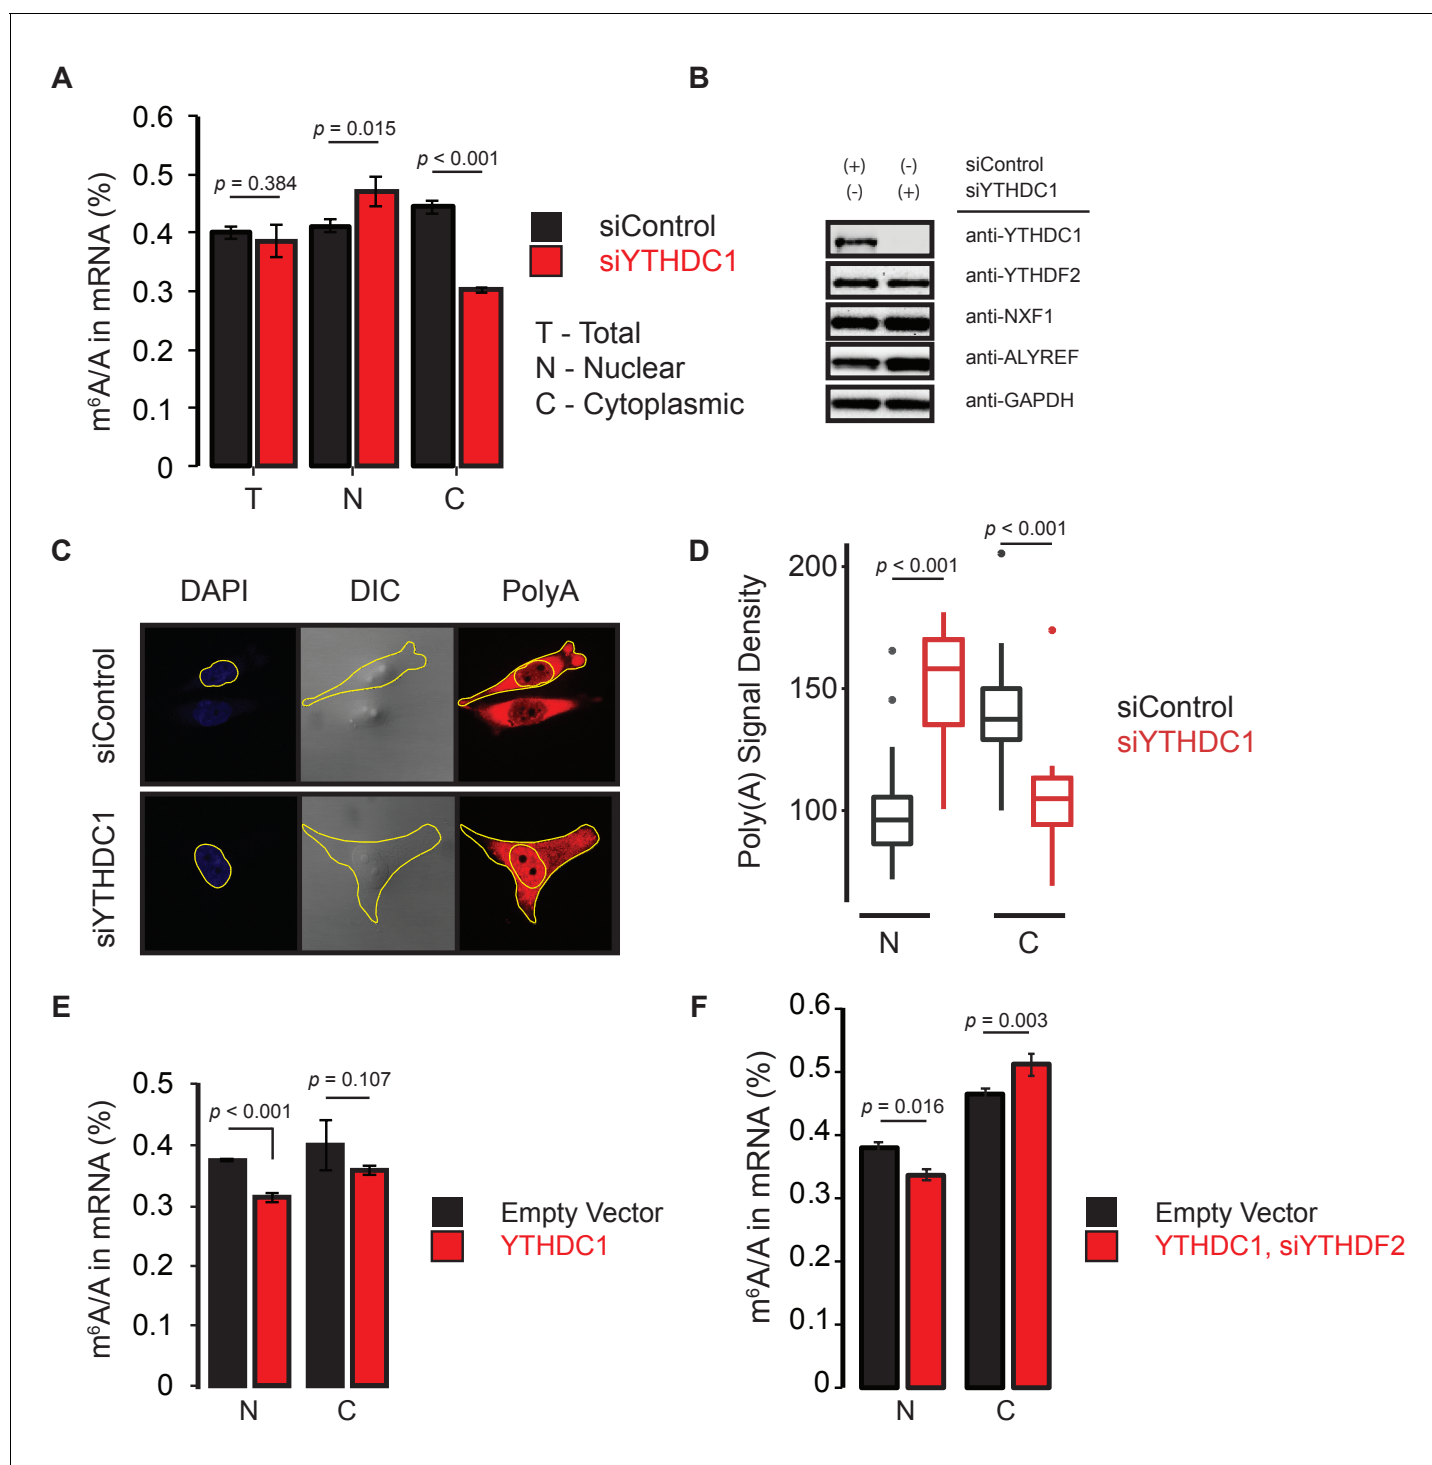 A
m⁶A/A in mRNA (%)
0.6
0.5
0.4
0.3
0.2
0.1
0
p = 0.384
p = 0.015
p < 0.001
T
N
C
siControl
siYTHDC1
T - Total
N - Nuclear
C - Cytoplasmic
B
(+) (-) siControl
(-) (+) siYTHDC1
anti-YTHDC1
anti-YTHDF2
anti-NXF1
anti-ALYREF
anti-GAPDH
C
DAPI DIC PolyA
siControl
siYTHDC1
D
Poly(A) Signal Density
200
150
100
p < 0.001
p < 0.001
N
C
siControl
siYTHDC1
E
m⁶A/A in mRNA (%)
0.5
0.4
0.3
0.2
0.1
0
p < 0.001
p = 0.107
N
C
Empty Vector
YTHDC1
F
m⁶A/A in mRNA (%)
0.6
0.5
0.4
0.3
0.2
0.1
0
p = 0.016
p = 0.003
N
C
Empty Vector
YTHDC1, siYTHDF2